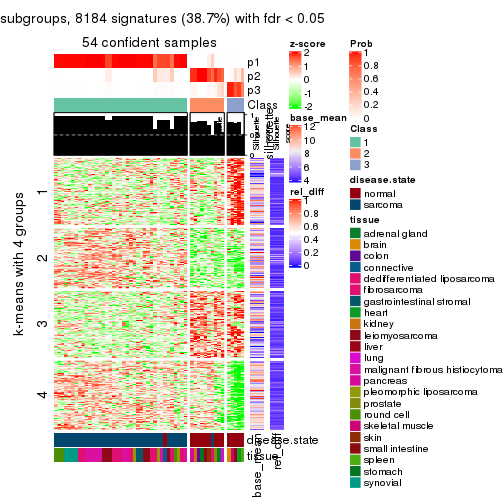 subgroups, 8184 signatures (38.7%) with fdr < 0.05
54 confident samples
p1
p2
p3
Class
1
0.5
0
silhouette
k-means with 4 groups
1
2
3
4
disease.state
tissue
base_mean
rel_diff
z-score
2
1
0
-1
-2
base_mean
12
10
8
6
4
rel_diff
1
0.8
0.6
0.4
0.2
0
Prob
1
0.8
0.6
0.4
0.2
0
Class
1
2
3
disease.state
normal
sarcoma
tissue
adrenal gland
brain
colon
connective
dedifferentiated liposarcoma
fibrosarcoma
gastrointestinal stromal
heart
kidney
leiomyosarcoma
liver
lung
malignant fibrous histiocytoma
pancreas
pleomorphic liposarcoma
prostate
round cell
skeletal muscle
skin
small intestine
spleen
stomach
synovial